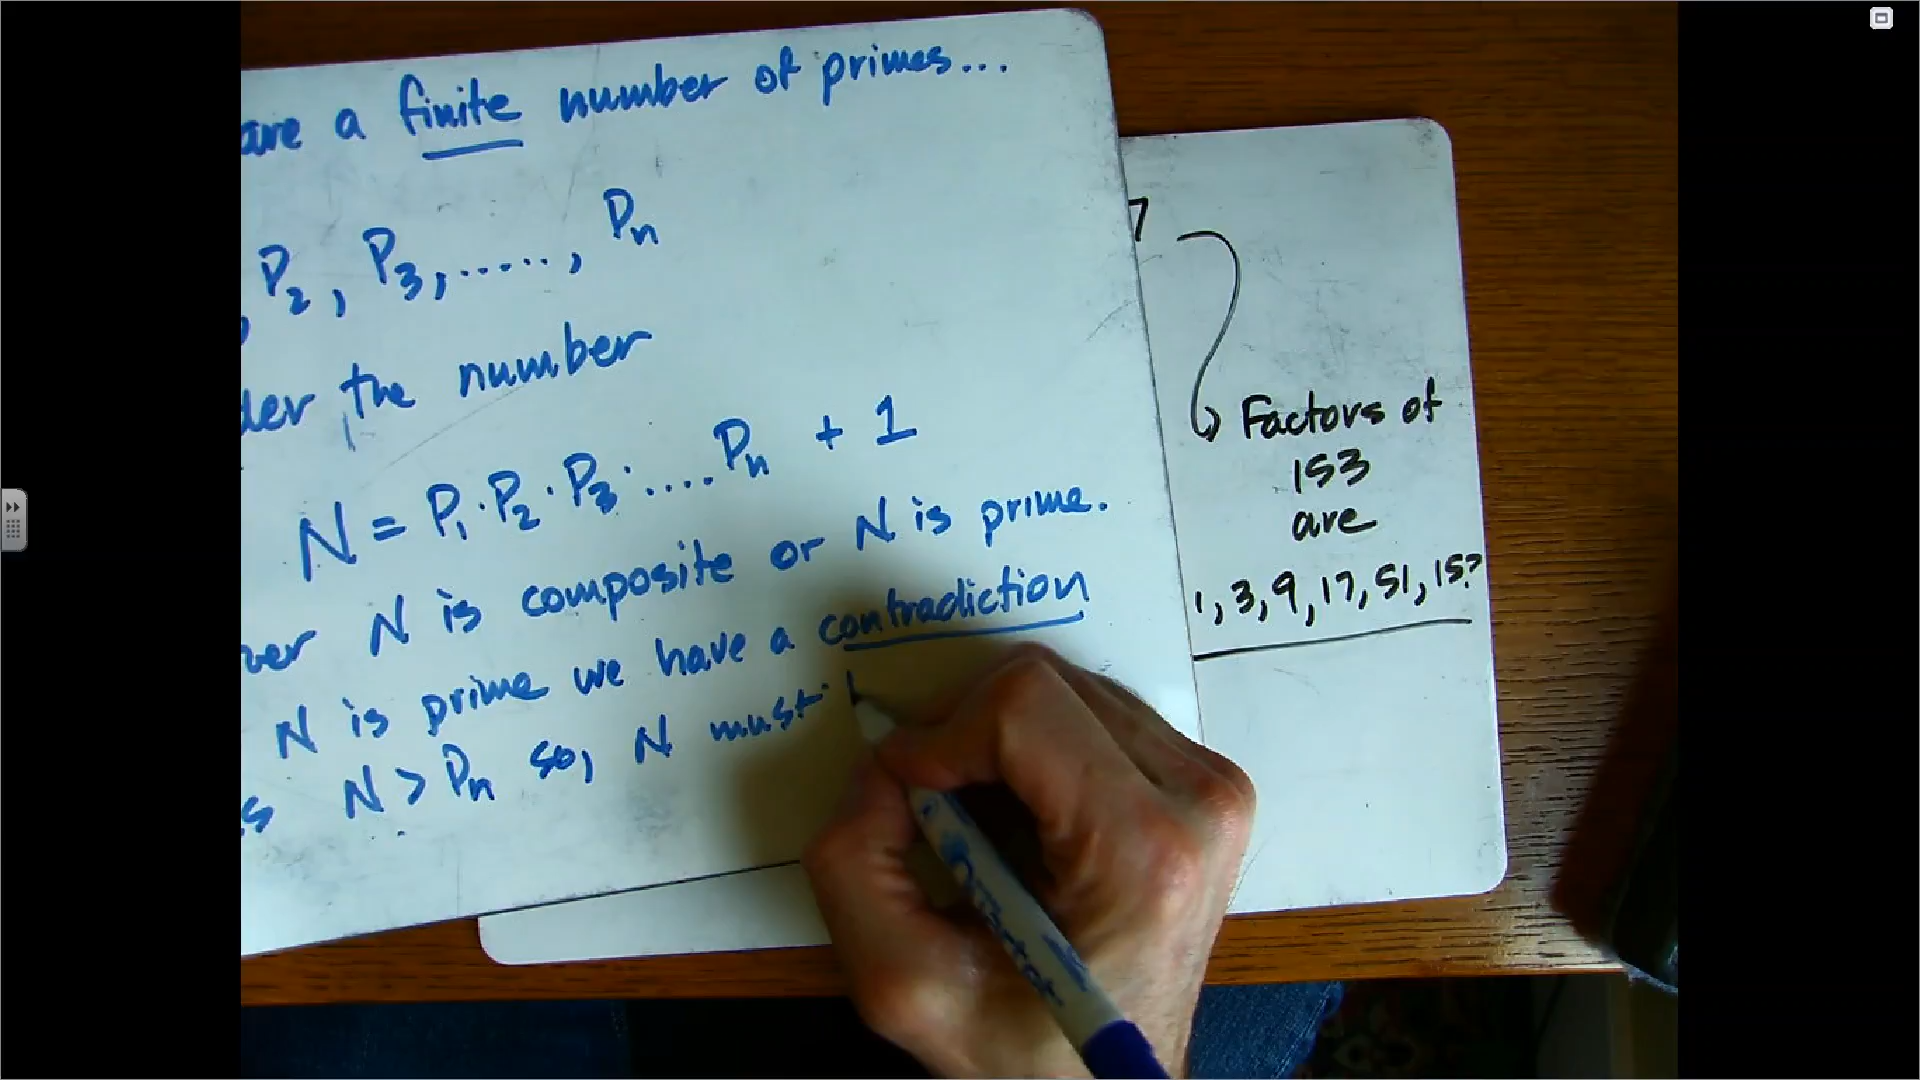 are a finite number of primes...
P2, P3, ....., Pn
the number
N = P1·P2·P3·.... Pn + 1
N is composite or N is prime.
N is prime we have a contradiction
N > Pn so, N must
7
Factors of
153
are
1, 3, 9, 17, 51, 153